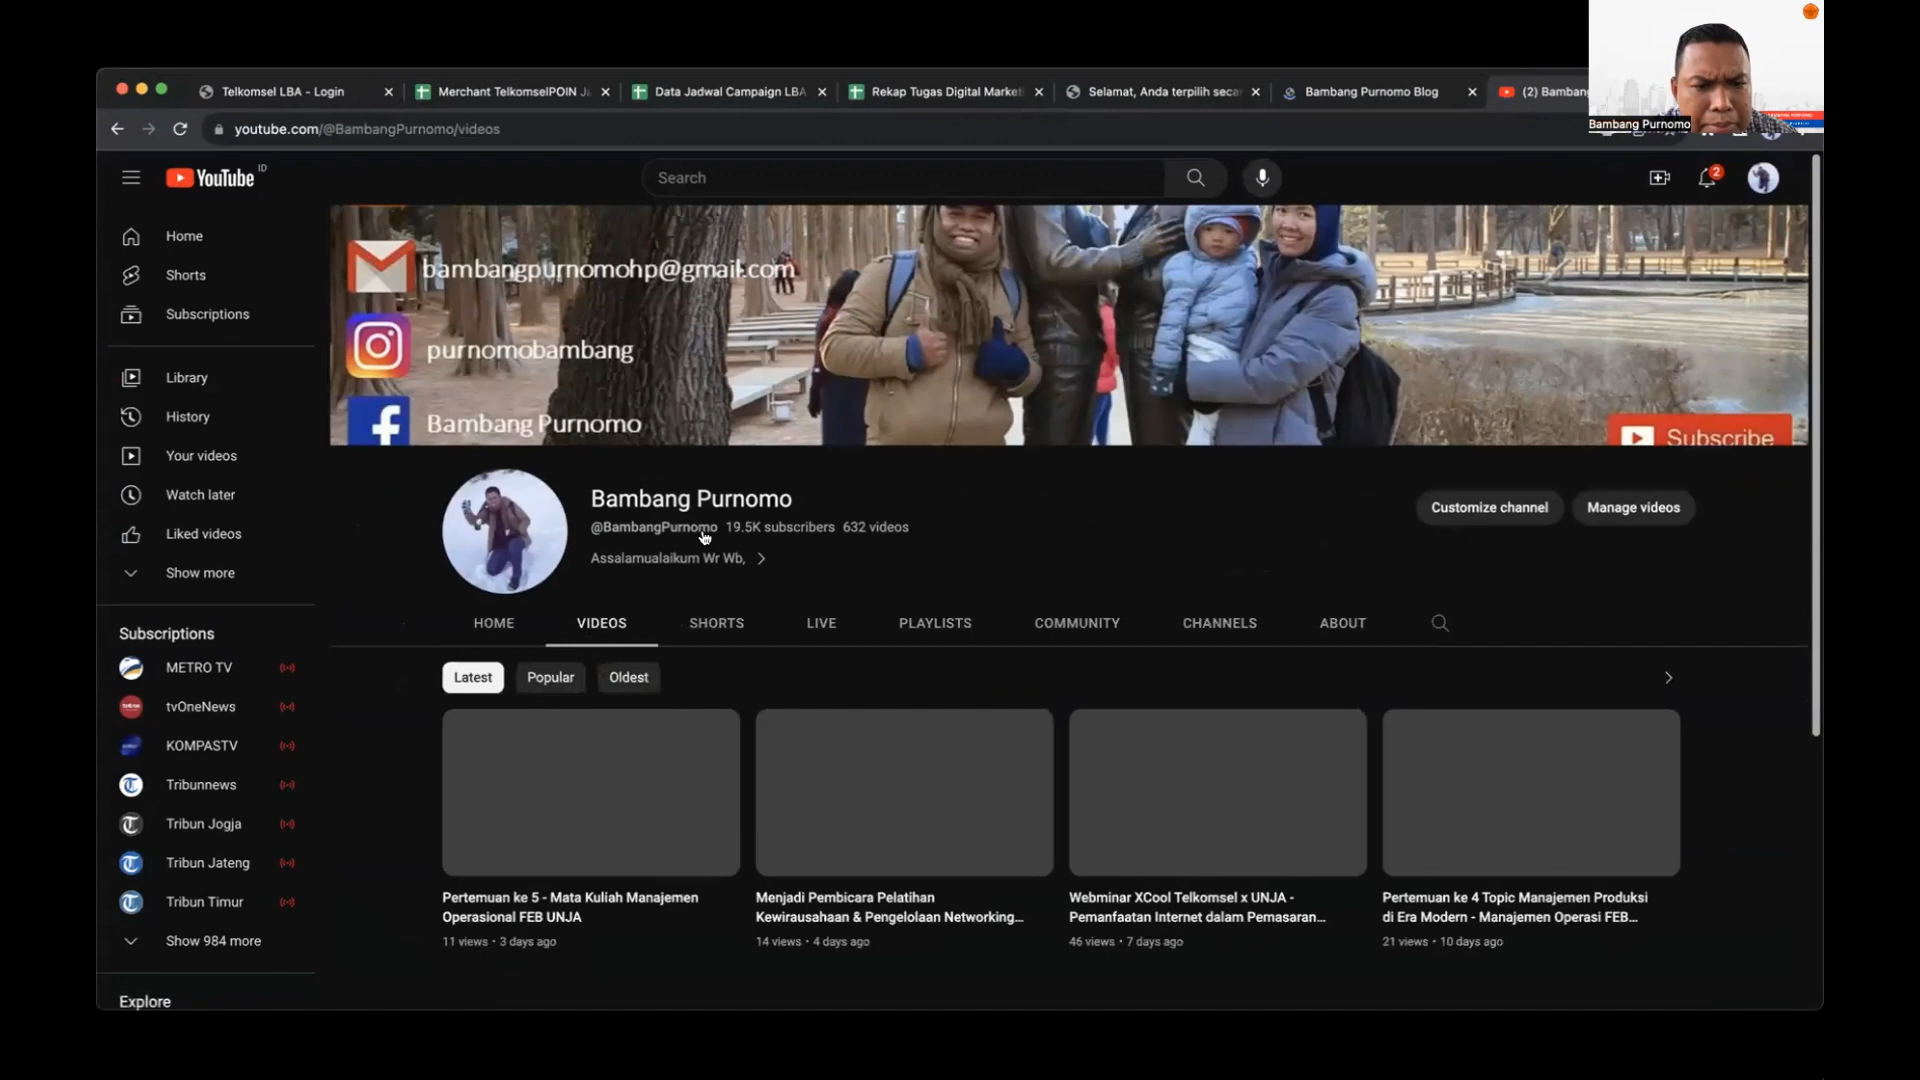 Telkomsel LBA - Login
Merchant TelkomselPOIN J
Data Jadwal Campaign LBA
Rekap Tugas Digital Market
Selamat, Anda terpilih seca
Bambang Purnomo Blog
(2) Bambang
Bambang Purnomo
youtube.com/@BambangPurnomo/videos
YouTube ID
Search
2
Home
Shorts
Subscriptions
Library
History
Your videos
Watch later
Liked videos
Show more
Subscriptions
METRO TV
tvOneNews
KOMPASTV
Tribunnews
Tribun Jogja
Tribun Jateng
Tribun Timur
Show 984 more
Explore
bambangpurnomohp@gmail.com
purnomobambang
Bambang Purnomo
Subscribe
Bambang Purnomo
@BambangPurnomo 19.5K subscribers 632 videos
Assalamualaikum Wr Wb,
Customize channel
Manage videos
HOME VIDEOS SHORTS LIVE PLAYLISTS COMMUNITY CHANNELS ABOUT
Latest Popular Oldest
Pertemuan ke 5 - Mata Kuliah Manajemen
Operasional FEB UNJA
11 views • 3 days ago
Menjadi Pembicara Pelatihan
Kewirausahaan & Pengelolaan Networking...
14 views • 4 days ago
Webminar XCool Telkomsel x UNJA -
Pemanfaatan Internet dalam Pemasaran...
46 views • 7 days ago
Pertemuan ke 4 Topic Manajemen Produksi
di Era Modern - Manajemen Operasi FEB...
21 views • 10 days ago